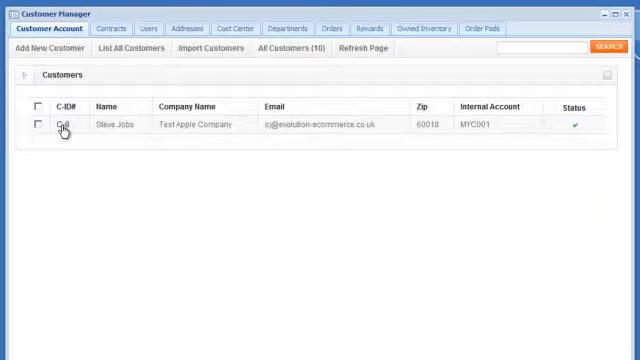 Customer Manager
Customer Account Contracts Users Addresses Cost Center Departments Orders Rewards Owned Inventory Order Pads
Add New Customer List All Customers Import Customers All Customers (10) Refresh Page SEARCH
Customers
C-ID# Name Company Name Email Zip Internal Account Status
Steve Jobs Test Apple Company sj@evolution-ecommerce.co.uk 60018 MYC001